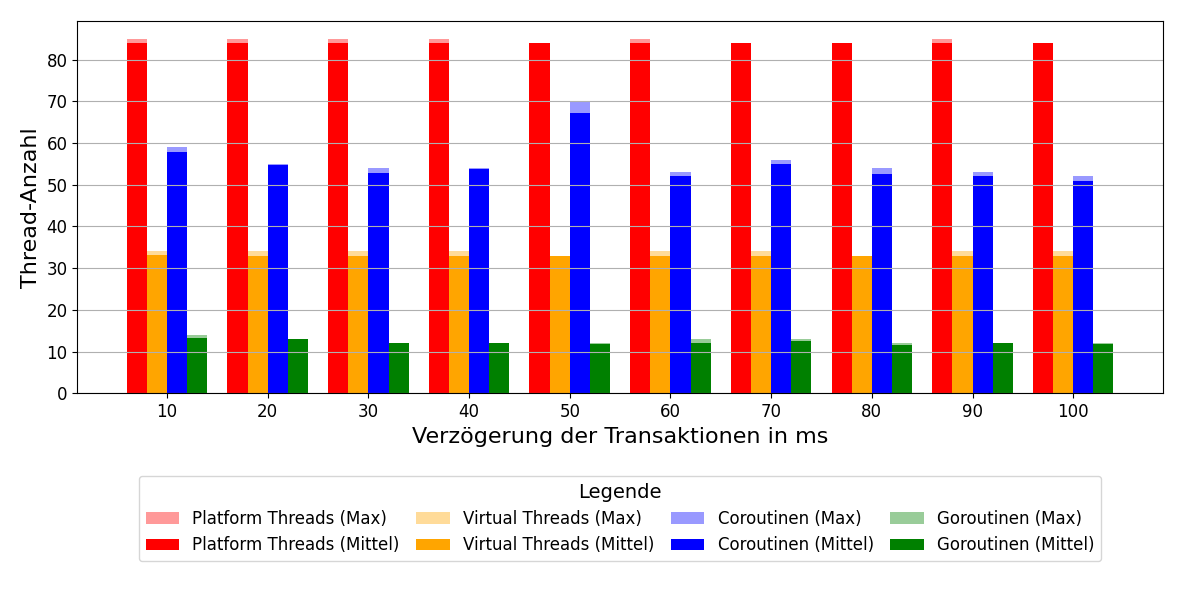 Thread-Anzahl
80
70
60
50
40
30
20
10
0
10 20 30 40 50 60 70 80 90 100
Verzögerung der Transaktionen in ms
Legende
Platform Threads (Max) Virtual Threads (Max) Coroutinen (Max) Goroutinen (Max)
Platform Threads (Mittel) Virtual Threads (Mittel) Coroutinen (Mittel) Goroutinen (Mittel)